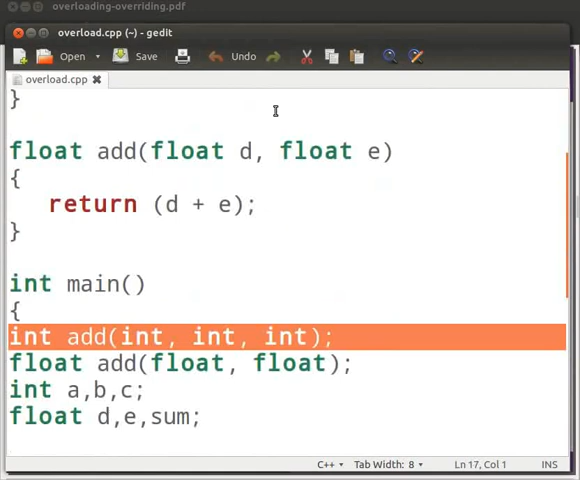 overloading-overriding.pdf
overload.cpp (~) - gedit
Open Save Undo
overload.cpp
}
float add(float d, float e)
{
return (d + e);
}
int main()
{
int add(int, int, int);
float add(float, float);
int a,b,c;
float d,e,sum;
C++ Tab Width: 8 Ln 17, Col 1 INS